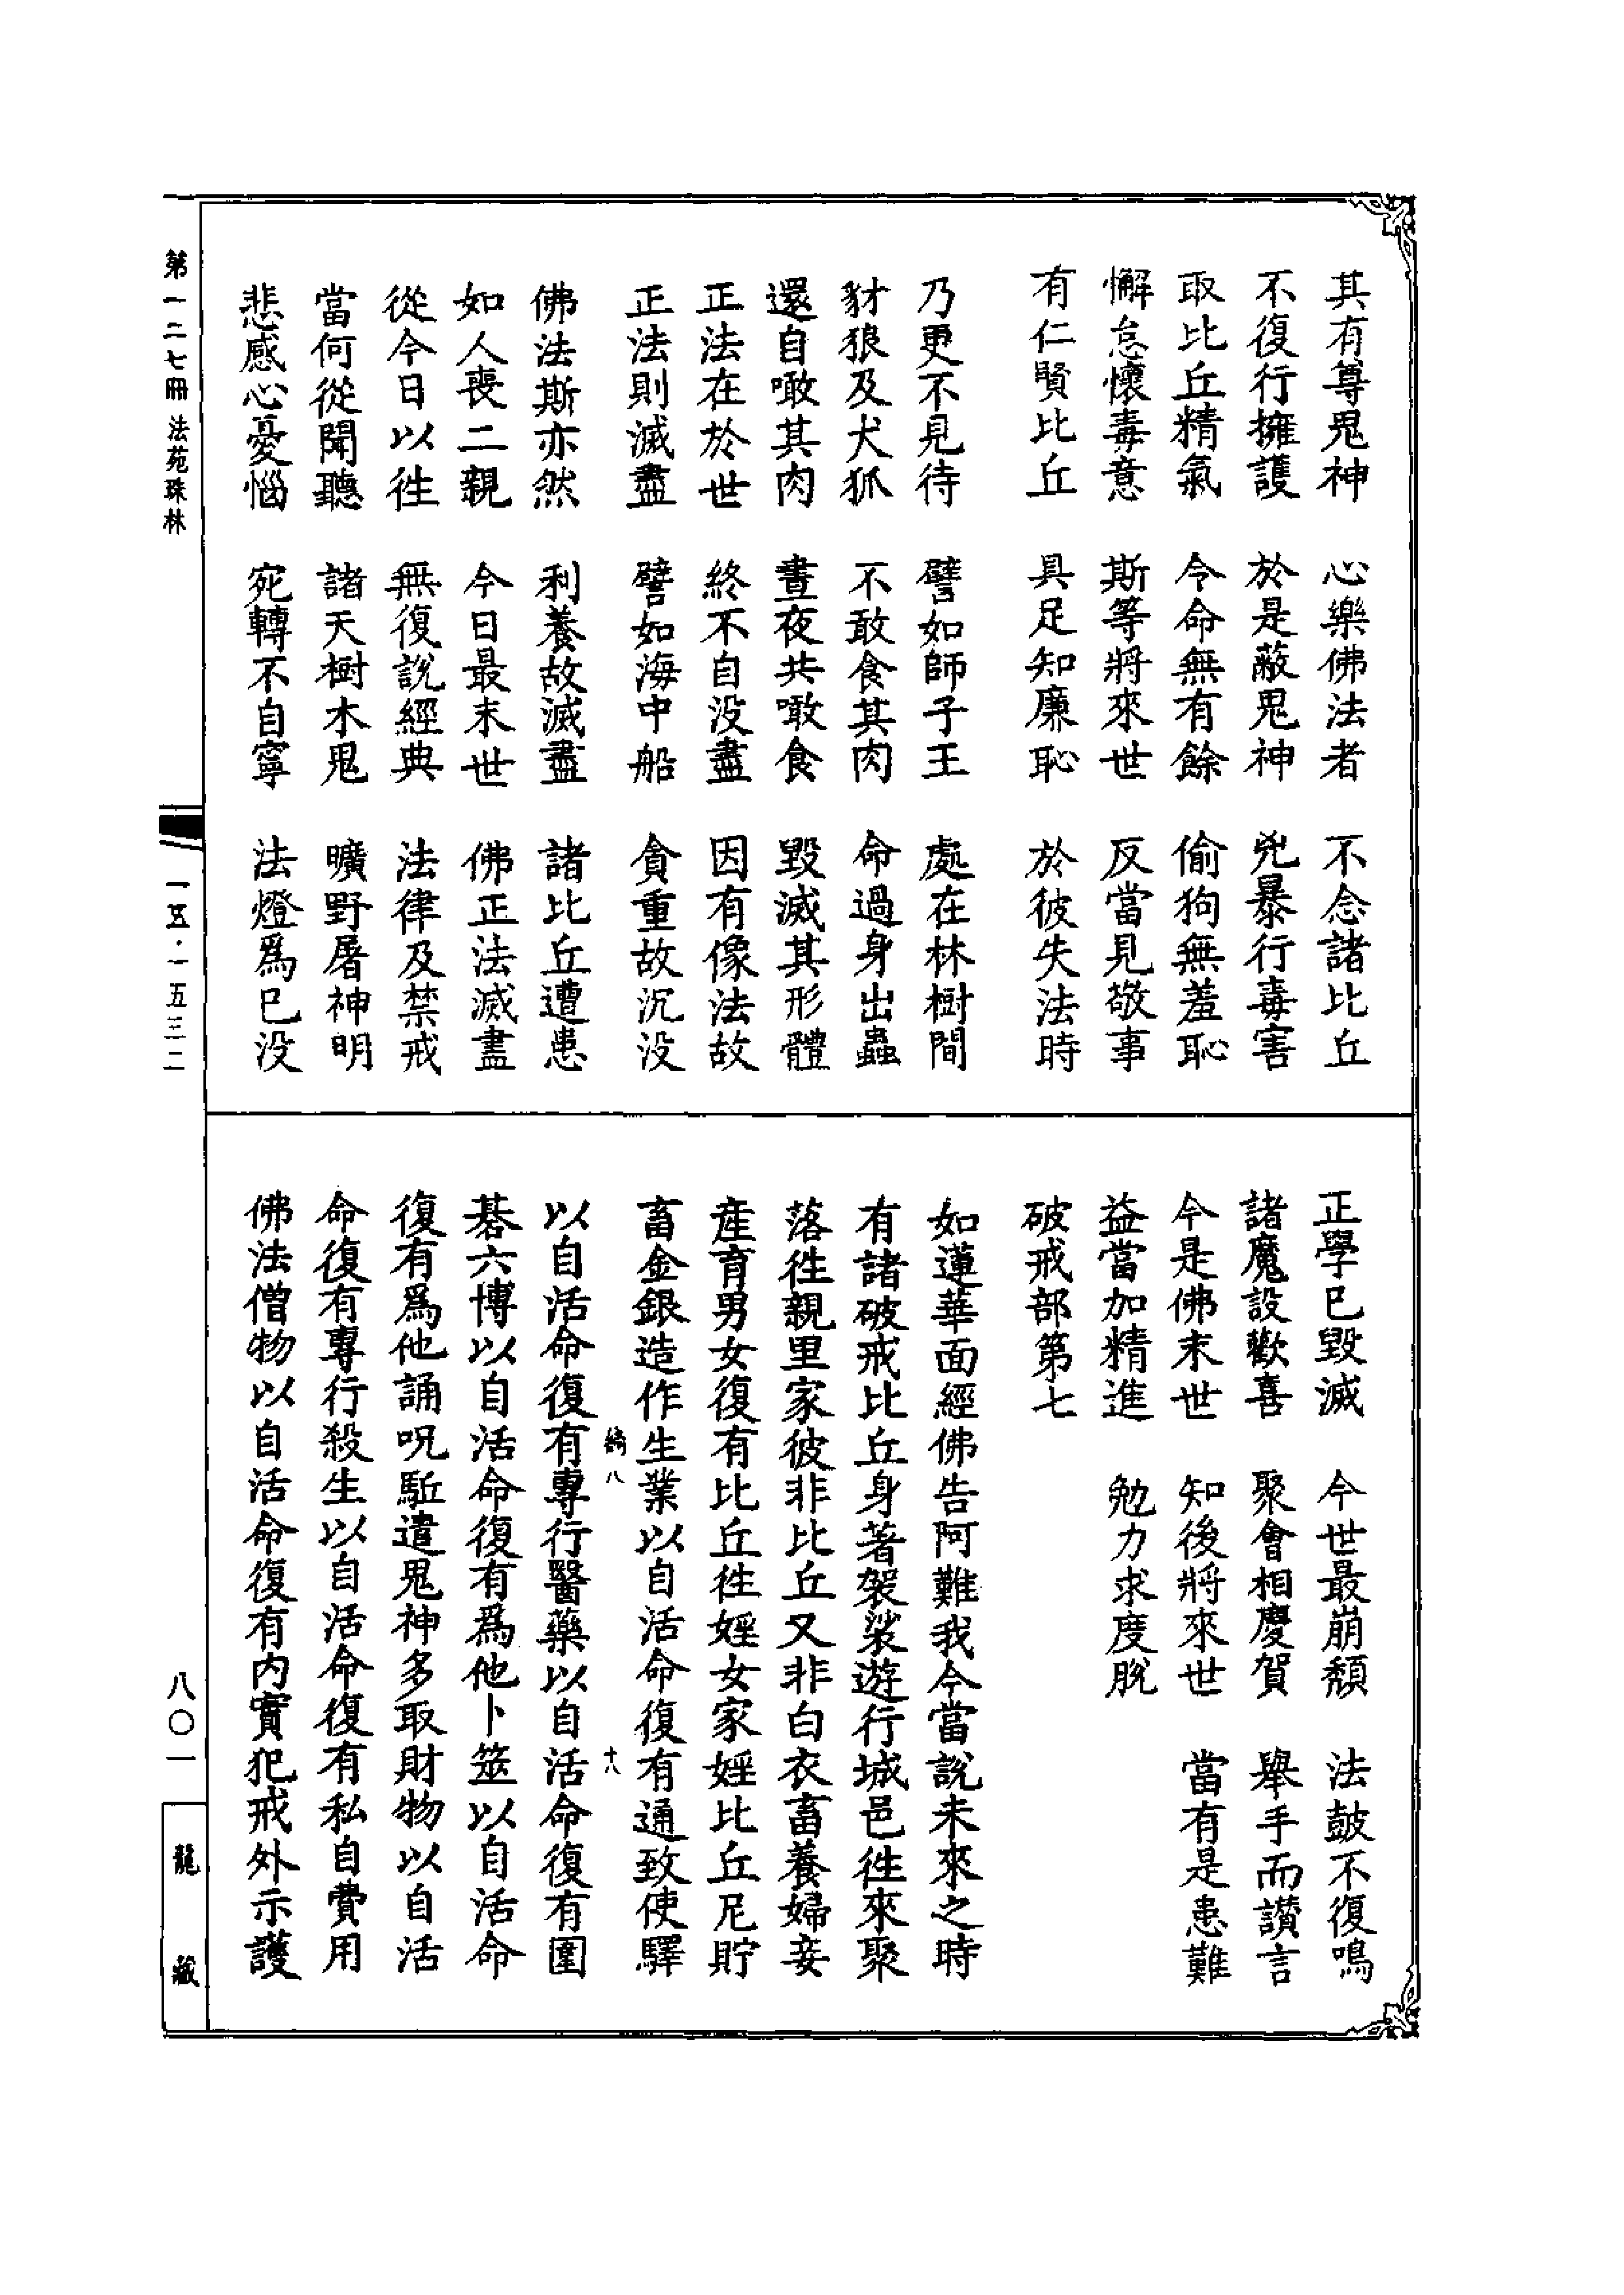 其有尊鬼神　心樂佛法者　不念諸比丘
不復行擁護　於是蔽鬼神　兇暴行毒害
取比丘精氣　令命無有餘　偷狗無羞恥
懈怠懷毒意　斯等將來世　反當見敬事
有仁賢比丘　具足知廉恥　於彼失法時
乃更不見待　譬如師子王　處在林樹間
豺狼及犬狐　不敢食其肉　命過身出蟲
還自噉其肉　晝夜共噉食　毀滅其形體
正法在於世　終不自没盡　因有像法故
正法則滅盡　譬如海中船　貪重故沉没
佛法斯亦然　利養故滅盡　諸比丘遭患
如人喪二親　今日最末世　佛正法滅盡
從今日以徃　無復說經典　法律及禁戒
當何從聞聽　諸天樹木鬼　曠野屠神明
悲感心憂惱　宛轉不自寧　法燈爲已没
正學已毀滅　今世最崩頹　法鼓不復鳴
諸魔設歡喜　聚會相慶賀　舉手而讃言
今是佛末世　知後將來世　當有是患難
益當加精進　勉力求度脫
破戒部第七
如蓮華面經佛告阿難我今當說未來之時
有諸破戒比丘身著袈裟遊行城邑徃來聚
落徃親里家彼非比丘又非白衣畜養婦妾
産育男女復有比丘徃婬女家婬比丘尼貯
畜金銀造作生業以自活命復有通致使驛
綺八　十八
以自活命復有專行醫藥以自活命復有圍
碁六博以自活命復有爲他卜筮以自活命
復有爲他誦呪駈遣鬼神多取財物以自活
命復有專行殺生以自活命復有私自費用
佛法僧物以自活命復有内實犯戒外示護
第一二七冊　法苑珠林
一五·一五三二
八〇一
龍藏